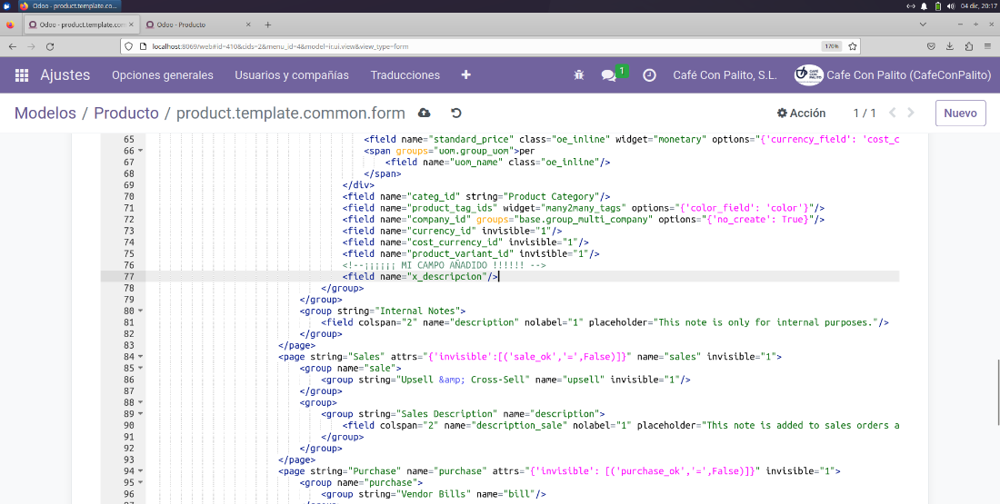 Odoo - product.template.co…
04 dic, 20:17
Odoo - product.template.com
Odoo - Producto
localhost:8069/web#id=410&cids=2&menu_id=4&model=ir.ui.view&view_type=form
170%
Ajustes
Opciones generales
Usuarios y compañías
Traducciones
1
Café Con Palito, S.L.
CAFÉ CON PALITO
Cafe Con Palito (CafeConPalito)
Modelos / Producto / product.template.common.form
Acción
1 / 1
Nuevo
65 <field name="standard_price" class="oe_inline" widget="monetary" options="{'currency_field': 'cost_c
66 <span groups="uom.group_uom">per
67 <field name="uom_name" class="oe_inline"/>
68 </span>
69 </div>
70 <field name="categ_id" string="Product Category"/>
71 <field name="product_tag_ids" widget="many2many_tags" options="{'color_field': 'color'}"/>
72 <field name="company_id" groups="base.group_multi_company" options="{'no_create': True}"/>
73 <field name="currency_id" invisible="1"/>
74 <field name="cost_currency_id" invisible="1"/>
75 <field name="product_variant_id" invisible="1"/>
76 <!--¡¡¡¡¡¡ MI CAMPO AÑADIDO !!!!!! -->
77 <field name="x_descripcion"/>
78 </group>
79 </group>
80 <group string="Internal Notes">
81 <field colspan="2" name="description" nolabel="1" placeholder="This note is only for internal purposes."/>
82 </group>
83 </page>
84 <page string="Sales" attrs="{'invisible':[('sale_ok','=',False)]}" name="sales" invisible="1">
85 <group name="sale">
86 <group string="Upsell &amp; Cross-Sell" name="upsell" invisible="1"/>
87 </group>
88 <group>
89 <group string="Sales Description" name="description">
90 <field colspan="2" name="description_sale" nolabel="1" placeholder="This note is added to sales orders a
91 </group>
92 </group>
93 </page>
94 <page string="Purchase" name="purchase" attrs="{'invisible': [('purchase_ok','=',False)]}" invisible="1">
95 <group name="purchase">
96 <group string="Vendor Bills" name="bill"/>